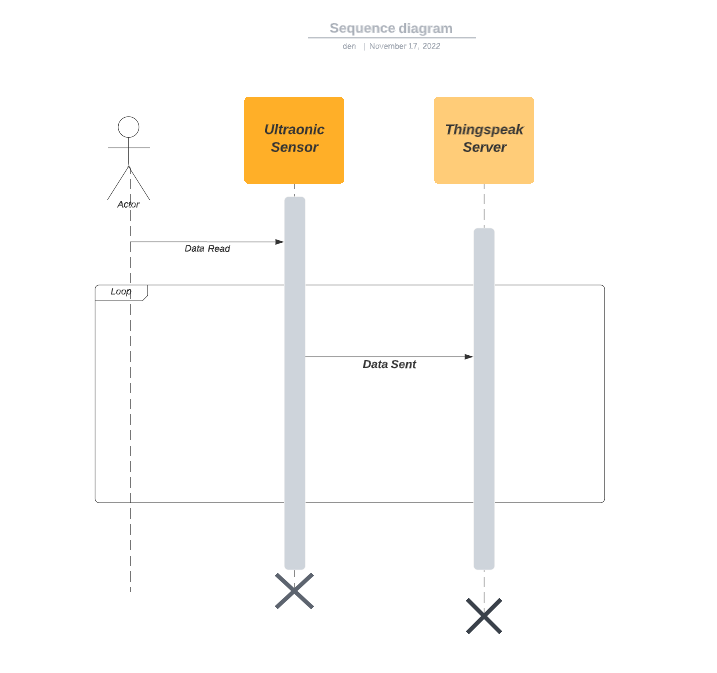 Sequence diagram
den | November 17, 2022
Ultraonic
Sensor
Thingspeak
Server
Actor
Data Read
Loop
Data Sent